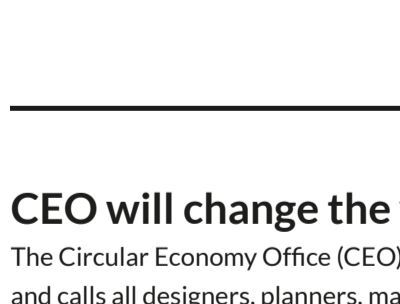 CEO will change the
The Circular Economy Office (CEO)
and calls all designers, planners,